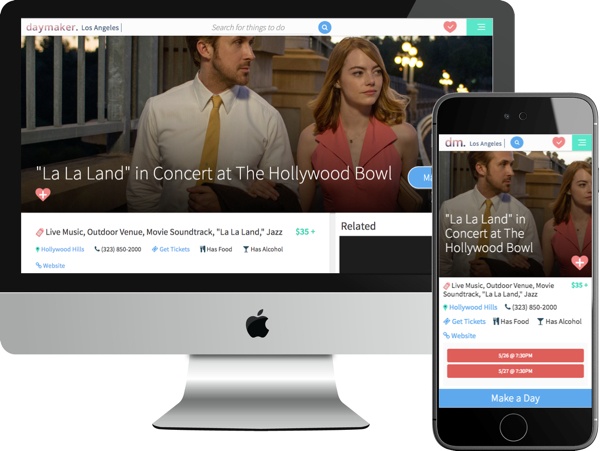 daymaker. Los Angeles
Search for things to do
"La La Land" in Concert at The Hollywood Bowl
Live Music, Outdoor Venue, Movie Soundtrack, "La La Land," Jazz $35 +
Hollywood Hills (323) 850-2000 Get Tickets Has Food Has Alcohol
Website
Related
dm. Los Angeles
"La La Land" in
Concert at The
Hollywood Bowl
Live Music, Outdoor Venue, Movie $35 +
Soundtrack, "La La Land," Jazz
Hollywood Hills (323) 850-2000
Get Tickets Has Food Has Alcohol
Website
5/26 @ 7:30PM
5/27 @ 7:30PM
Make a Day